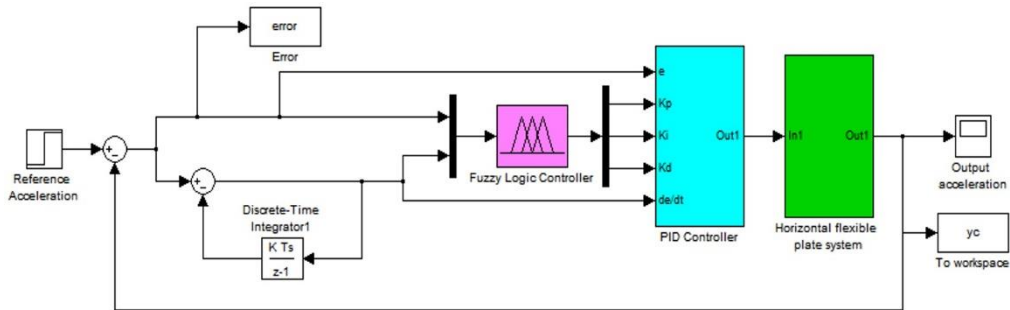 error
Error
e
Kp
Ki
Kd
de/dt
Out1
PID Controller
In1
Out1
Horizontal flexible
plate system
Reference
Acceleration
+
−
+
−
Fuzzy Logic Controller
Output
acceleration
Discrete-Time
Integrator1
K Ts
z-1
yc
To workspace